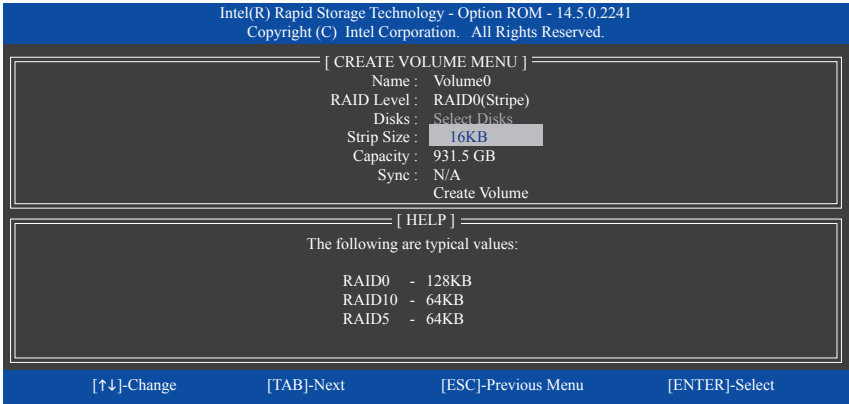 Intel(R) Rapid Storage Technology - Option ROM - 14.5.0.2241
Copyright (C) Intel Corporation. All Rights Reserved.
[ CREATE VOLUME MENU ]
Name : Volume0
RAID Level : RAID0(Stripe)
Disks : Select Disks
Strip Size : 16KB
Capacity : 931.5 GB
Sync : N/A
Create Volume
[ HELP ]
The following are typical values:
RAID0 - 128KB
RAID10 - 64KB
RAID5 - 64KB
[↑↓]-Change [TAB]-Next [ESC]-Previous Menu [ENTER]-Select